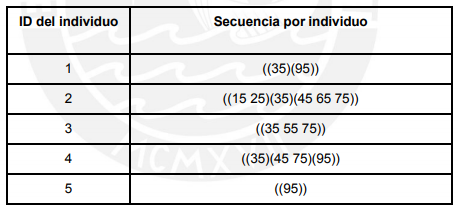 ID del individuo Secuencia por individuo
1 ((35)(95))
2 ((15 25)(35)(45 65 75))
3 ((35 55 75))
4 ((35)(45 75)(95))
5 ((95))